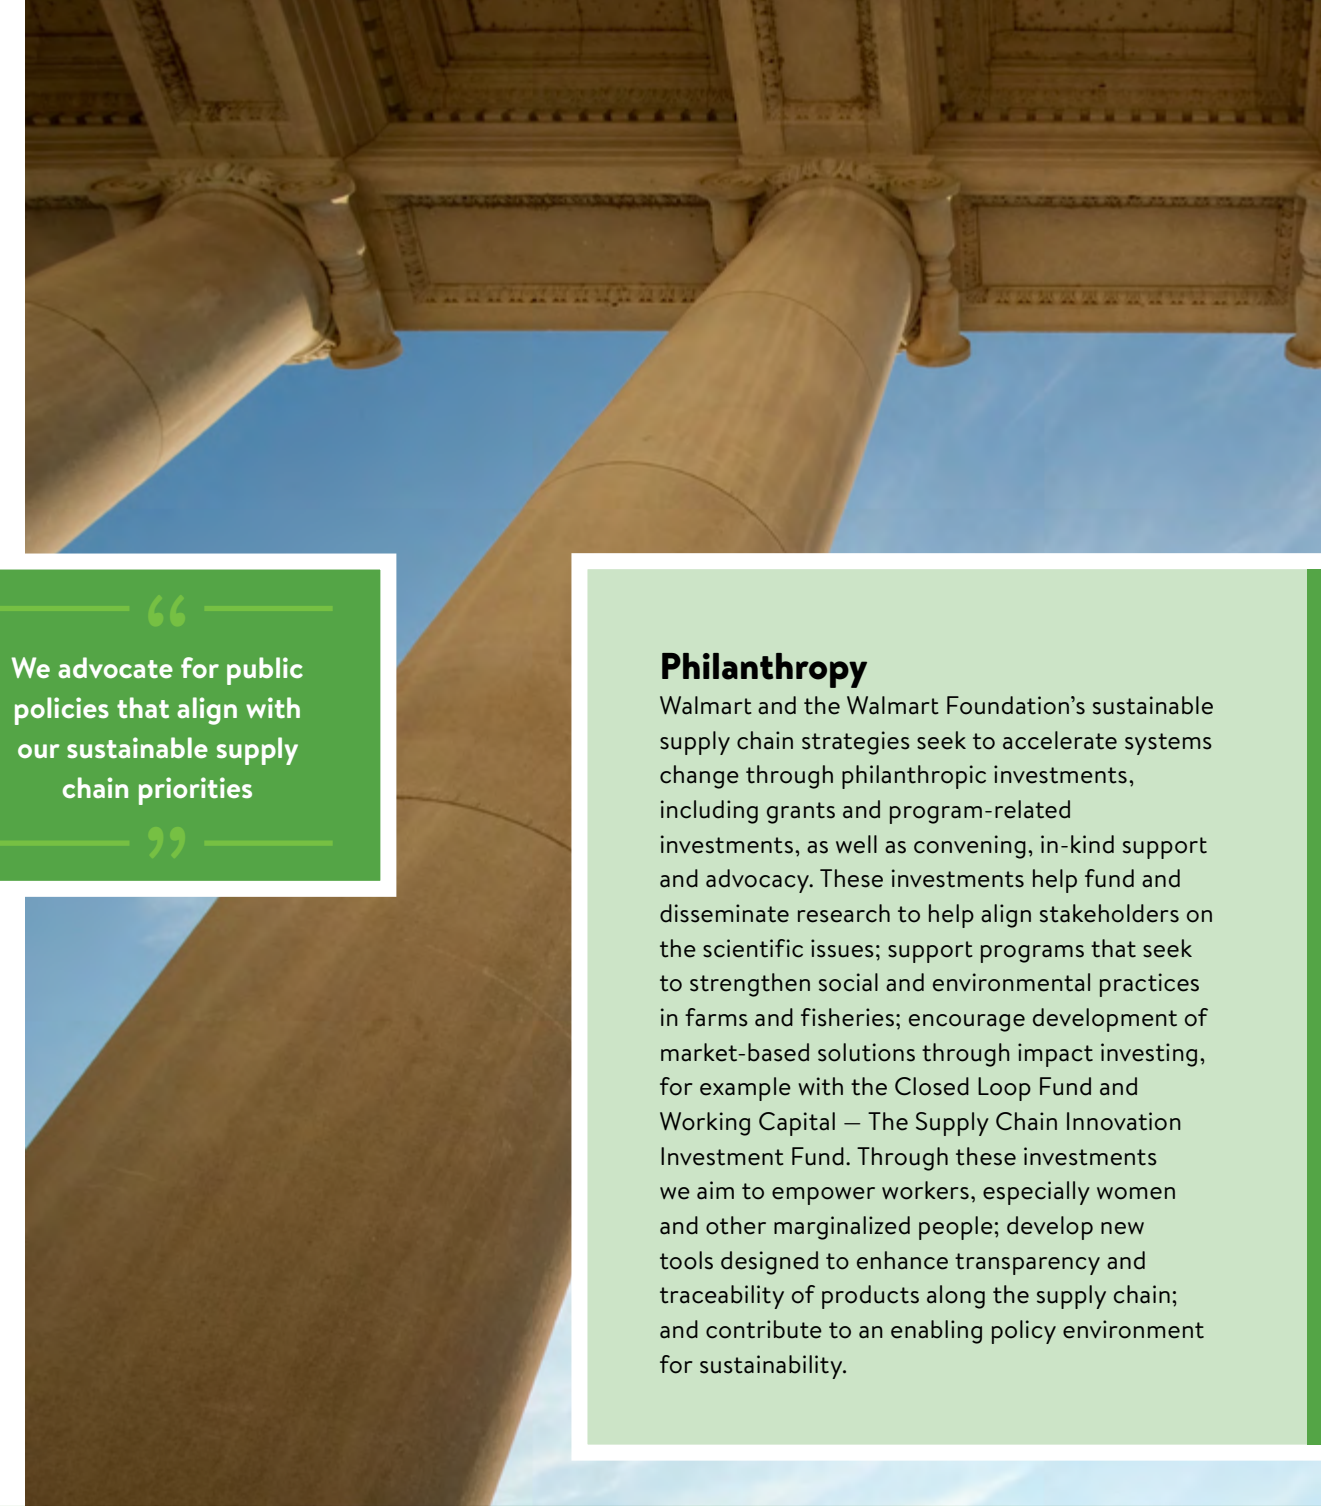 “
We advocate for public
policies that align with
our sustainable supply
chain priorities
”
Philanthropy
Walmart and the Walmart Foundation’s sustainable
supply chain strategies seek to accelerate systems
change through philanthropic investments,
including grants and program-related
investments, as well as convening, in-kind support
and advocacy. These investments help fund and
disseminate research to help align stakeholders on
the scientific issues; support programs that seek
to strengthen social and environmental practices
in farms and fisheries; encourage development of
market-based solutions through impact investing,
for example with the Closed Loop Fund and
Working Capital — The Supply Chain Innovation
Investment Fund. Through these investments
we aim to empower workers, especially women
and other marginalized people; develop new
tools designed to enhance transparency and
traceability of products along the supply chain;
and contribute to an enabling policy environment
for sustainability.